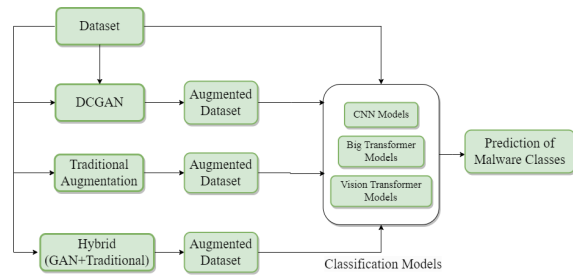 Dataset
DCGAN
Augmented
Dataset
CNN Models
Big Transformer
Models
Vision Transformer
Models
Prediction of
Malware Classes
Traditional
Augmentation
Augmented
Dataset
Hybrid
(GAN+Traditional)
Augmented
Dataset
Classification Models